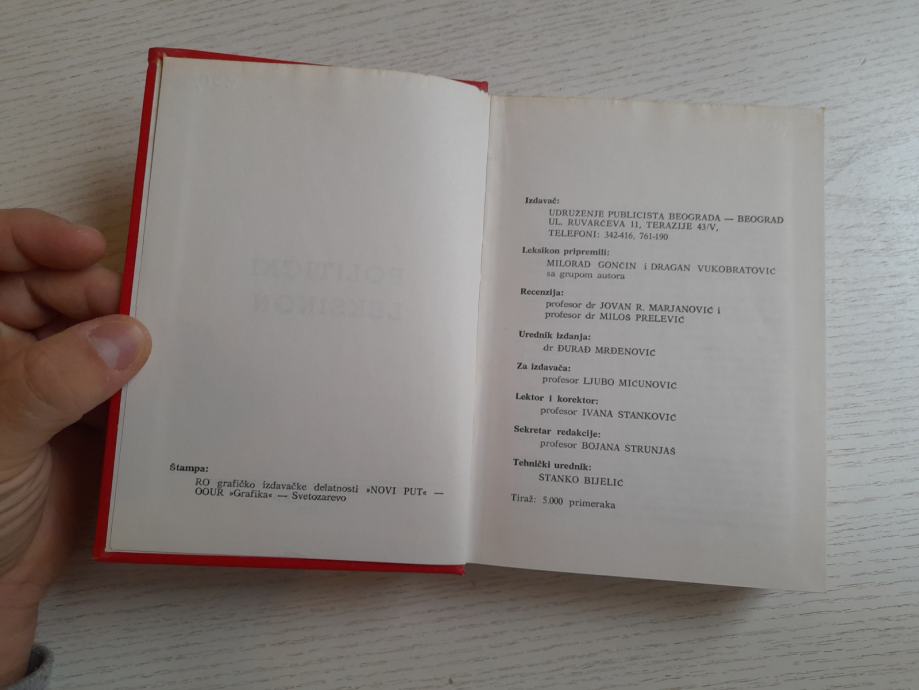 Štampa:
RO grafičko izdavačke delatnosti »NOVI PUT« —
OOUR »Grafika« — Svetozarevo
Izdavač:
UDRUŽENJE PUBLICISTA BEOGRADA — BEOGRAD
UL. RUVARČEVA 11, TERAZIJE 43/V,
TELEFONI: 342-416, 761-190
Leksikon pripremili:
MILORAD GONČIN i DRAGAN VUKOBRATOVIĆ
sa grupom autora
Recenzija:
profesor dr JOVAN R. MARJANOVIĆ i
profesor dr MILOŠ PRELEVIĆ
Urednik izdanja:
dr ĐURAĐ MRĐENOVIĆ
Za izdavača:
profesor LJUBO MIĆUNOVIĆ
Lektor i korektor:
profesor IVANA STANKOVIĆ
Sekretar redakcije:
profesor BOJANA STRUNJAŠ
Tehnički urednik:
STANKO BIJELIĆ
Tiraž: 5.000 primeraka